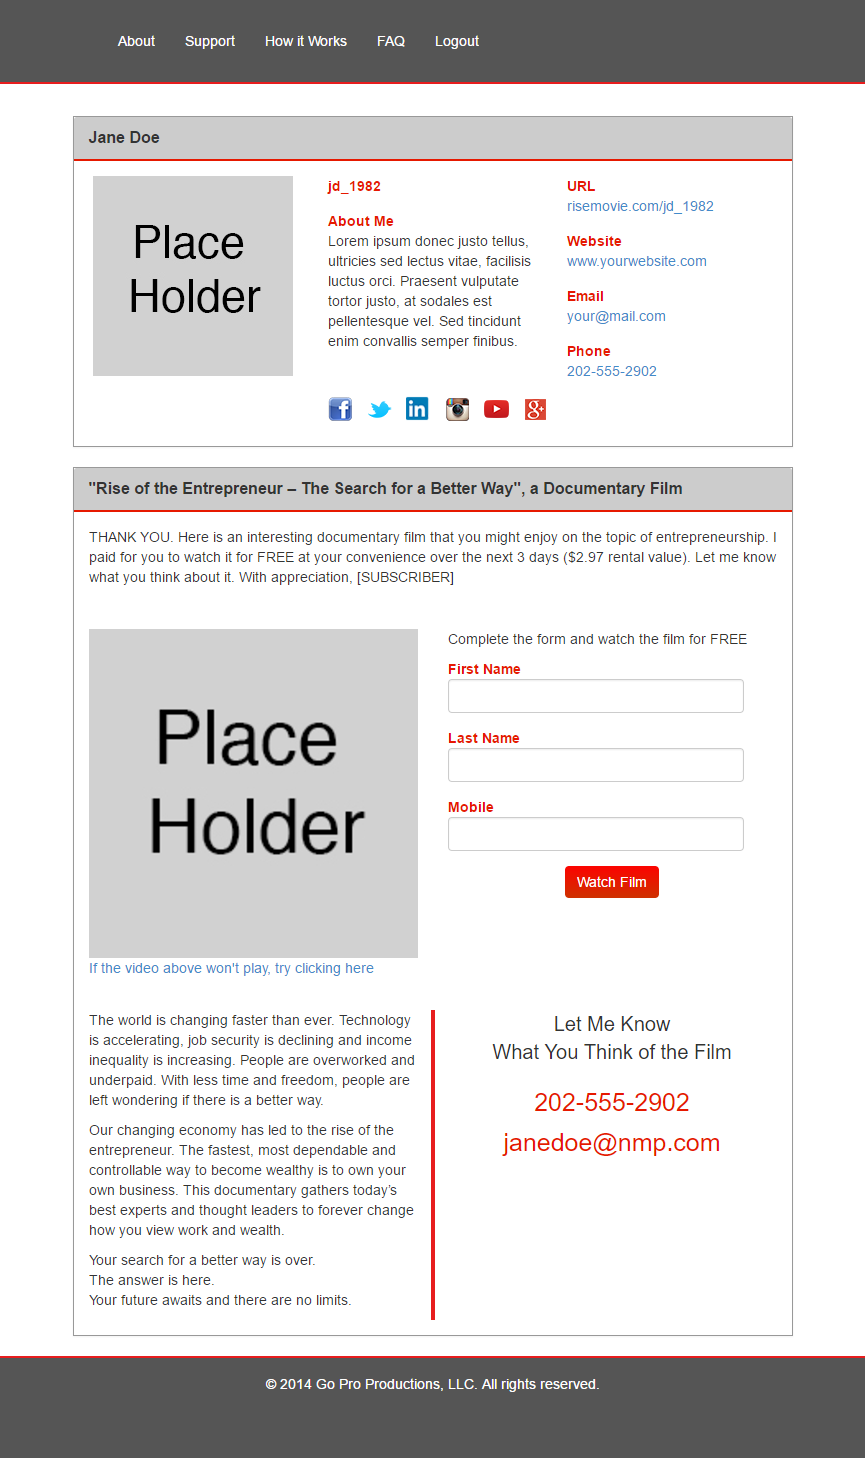 About Support How it Works FAQ Logout
Jane Doe
Place
Holder
jd_1982
About Me
Lorem ipsum donec justo tellus,
ultricies sed lectus vitae, facilisis
luctus orci. Praesent vulputate
tortor justo, at sodales est
pellentesque vel. Sed tincidunt
enim convallis semper finibus.
URL
risemovie.com/jd_1982
Website
www.yourwebsite.com
Email
your@mail.com
Phone
202-555-2902
f in g+
"Rise of the Entrepreneur – The Search for a Better Way", a Documentary Film
THANK YOU. Here is an interesting documentary film that you might enjoy on the topic of entrepreneurship. I
paid for you to watch it for FREE at your convenience over the next 3 days ($2.97 rental value). Let me know
what you think about it. With appreciation, [SUBSCRIBER]
Place
Holder
If the video above won't play, try clicking here
Complete the form and watch the film for FREE
First Name
Last Name
Mobile
Watch Film
The world is changing faster than ever. Technology
is accelerating, job security is declining and income
inequality is increasing. People are overworked and
underpaid. With less time and freedom, people are
left wondering if there is a better way.
Our changing economy has led to the rise of the
entrepreneur. The fastest, most dependable and
controllable way to become wealthy is to own your
own business. This documentary gathers today’s
best experts and thought leaders to forever change
how you view work and wealth.
Your search for a better way is over.
The answer is here.
Your future awaits and there are no limits.
Let Me Know
What You Think of the Film
202-555-2902
janedoe@nmp.com
© 2014 Go Pro Productions, LLC. All rights reserved.